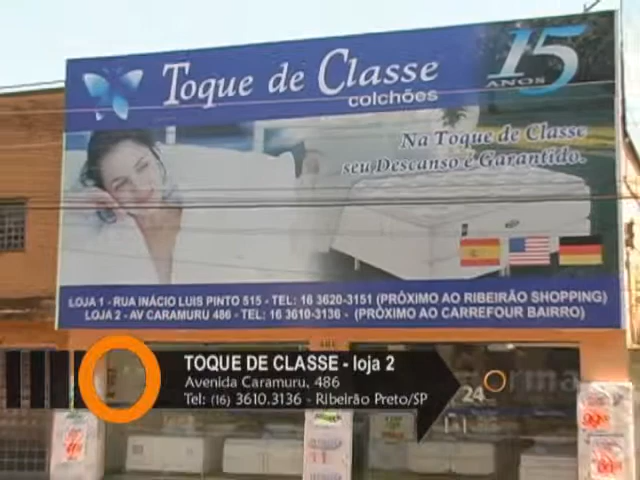 Toque de Classe
colchões
15
ANOS
Na Toque de Classe
seu Descanso é Garantido.
LOJA 1 - RUA INÁCIO LUIS PINTO 515 - TEL: 16 3620-3151 (PRÓXIMO AO RIBEIRÃO SHOPPING)
LOJA 2 - AV CARAMURU 486 - TEL: 16 3610-3136 - (PRÓXIMO AO CARREFOUR BAIRRO)
TOQUE DE CLASSE - loja 2
Avenida Caramuru, 486
Tel: (16) 3610.3136 - Ribeirão Preto/SP
24